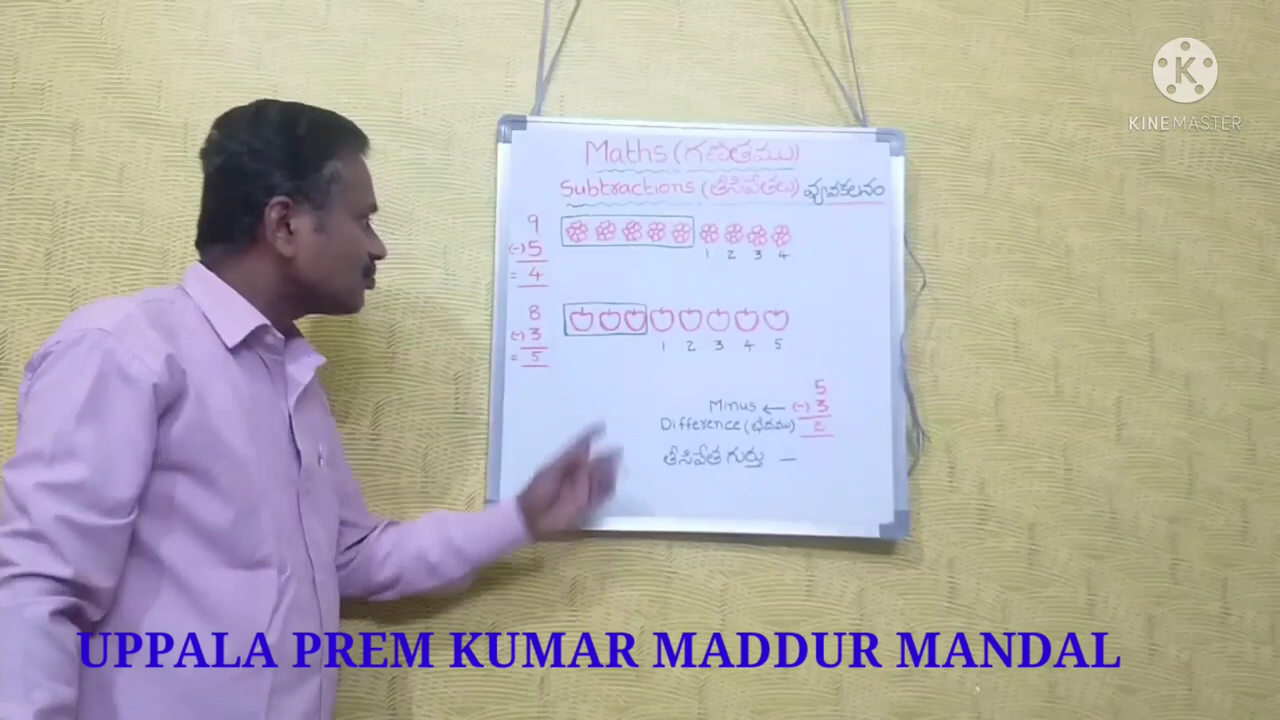 Maths (గణితము)
Subtractions (తీసివేతలు) వ్యవకలనం
9
(-) 5
= 4
1 2 3 4
8
(-) 3
= 5
1 2 3 4 5
5
Minus ← (-) 3
Difference (భేదము) 2
తీసివేత గుర్తు —
K
KINEMASTER
UPPALA PREM KUMAR MADDUR MANDAL